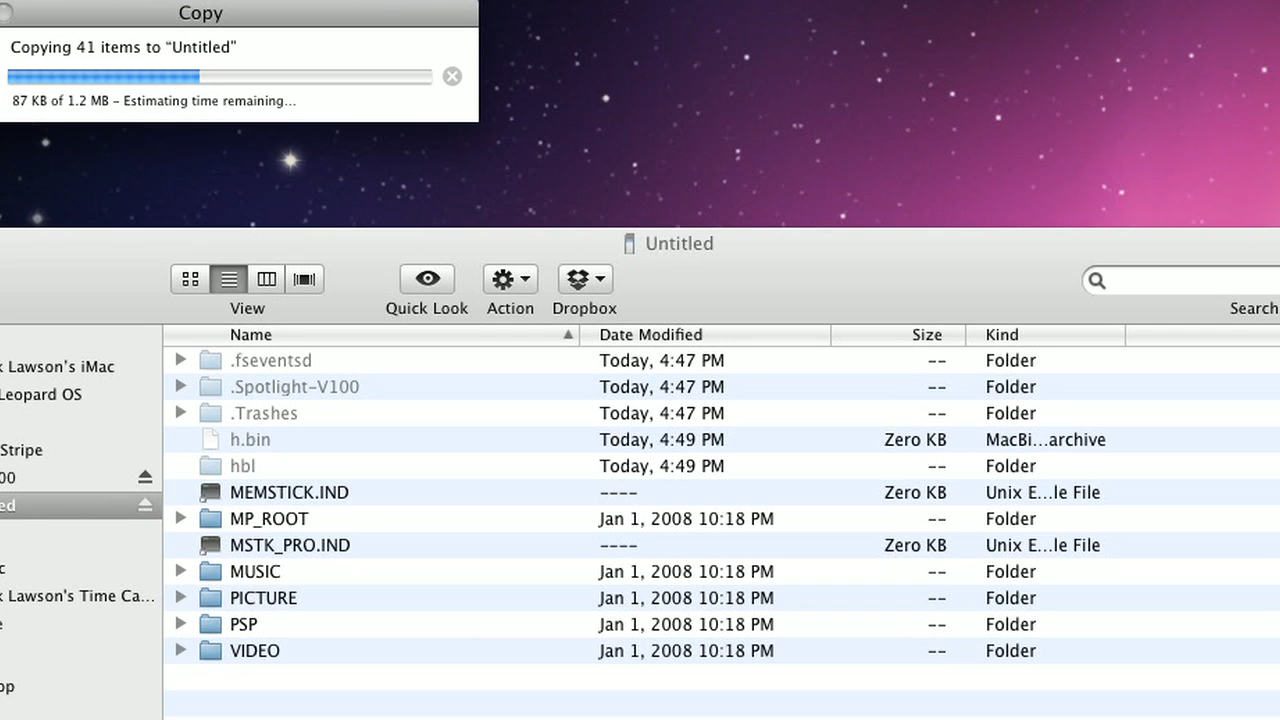 Copy
Copying 41 items to “Untitled”
87 KB of 1.2 MB – Estimating time remaining...
Untitled
View Quick Look Action Dropbox Search
Name Date Modified Size Kind
.fseventsd Today, 4:47 PM -- Folder
k Lawson's iMac
.Spotlight-V100 Today, 4:47 PM -- Folder
Leopard OS
.Trashes Today, 4:47 PM -- Folder
h.bin Today, 4:49 PM Zero KB MacBi...archive
Stripe
hbl Today, 4:49 PM -- Folder
00
MEMSTICK.IND ---- Zero KB Unix E...le File
ed
MP_ROOT Jan 1, 2008 10:18 PM -- Folder
MSTK_PRO.IND ---- Zero KB Unix E...le File
c
MUSIC Jan 1, 2008 10:18 PM -- Folder
k Lawson's Time Ca...
PICTURE Jan 1, 2008 10:18 PM -- Folder
e
PSP Jan 1, 2008 10:18 PM -- Folder
VIDEO Jan 1, 2008 10:18 PM -- Folder
op